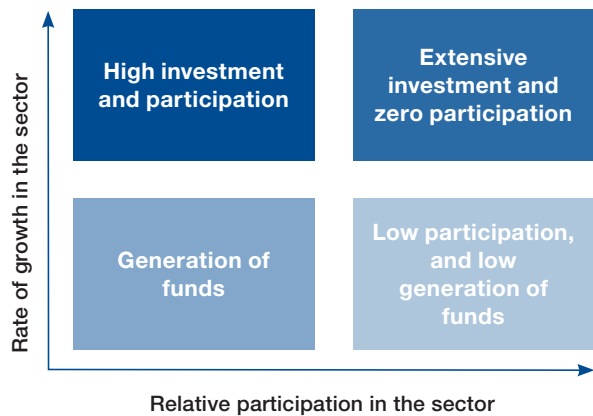 Rate of growth in the sector
High investment
and participation
Extensive
investment and
zero participation
Generation of
funds
Low participation,
and low
generation of
funds
Relative participation in the sector